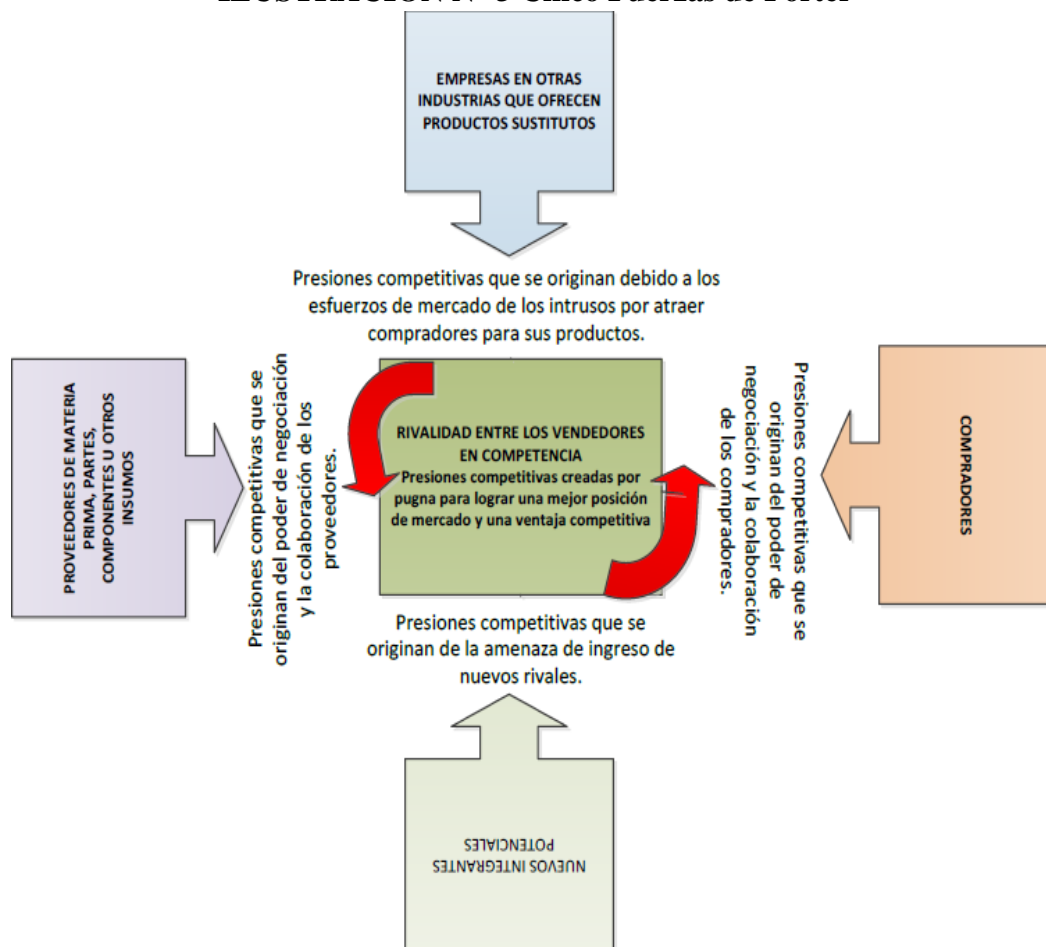 EMPRESAS EN OTRAS
INDUSTRIAS QUE OFRECEN
PRODUCTOS SUSTITUTOS
Presiones competitivas que se originan debido a los
esfuerzos de mercado de los intrusos por atraer
compradores para sus productos.
PROVEEDORES DE MATERIA
PRIMA, PARTES,
COMPONENTES U OTROS
INSUMOS
Presiones competitivas que se
originan del poder de negociación
y la colaboración de los
proveedores.
RIVALIDAD ENTRE LOS VENDEDORES
EN COMPETENCIA
Presiones competitivas creadas por
pugna para lograr una mejor posición
de mercado y una ventaja competitiva
Presiones competitivas que se
originan del poder de
negociación y la colaboración
de los compradores.
COMPRADORES
Presiones competitivas que se
originan de la amenaza de ingreso de
nuevos rivales.
NUEVOS INTEGRANTES
POTENCIALES